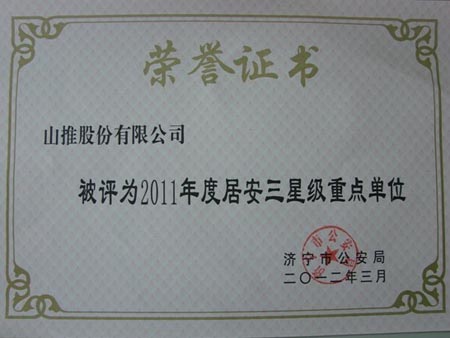 荣誉证书
山推股份有限公司
被评为2011年度居安三星级重点单位
济宁市公安局
二〇一二年三月